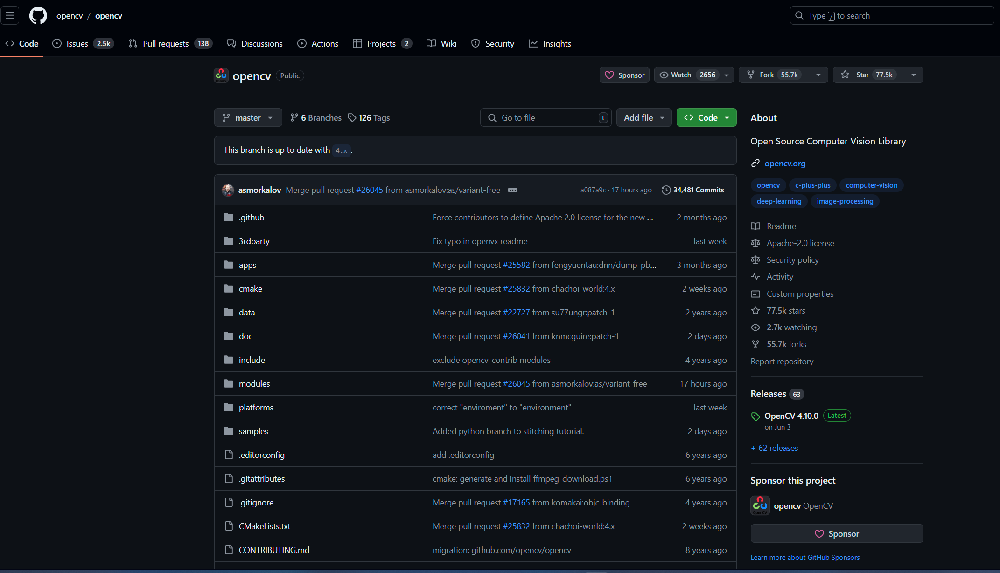 opencv / opencv
Type / to search
Code
Issues 2.5k
Pull requests 138
Discussions
Actions
Projects 2
Wiki
Security
Insights
opencv Public
Sponsor
Watch 2656
Fork 55.7k
Star 77.5k
master
6 Branches
126 Tags
Go to file t
Add file
Code
This branch is up to date with 4.x .
asmorkalov Merge pull request #26045 from asmorkalov:as/variant-free
a087a9c · 17 hours ago
34,481 Commits
.github Force contributors to define Apache 2.0 license for the new ... 2 months ago
3rdparty Fix typo in openvx readme last week
apps Merge pull request #25582 from fengyuentau:dnn/dump_pb... 3 months ago
cmake Merge pull request #25832 from chachoi-world:4.x 2 weeks ago
data Merge pull request #22727 from su77ungr:patch-1 2 years ago
doc Merge pull request #26041 from knmcguire:patch-1 2 days ago
include exclude opencv_contrib modules 4 years ago
modules Merge pull request #26045 from asmorkalov:as/variant-free 17 hours ago
platforms correct "enviroment" to "environment" last week
samples Added python branch to stitching tutorial. 2 days ago
.editorconfig add .editorconfig 6 years ago
.gitattributes cmake: generate and install ffmpeg-download.ps1 6 years ago
.gitignore Merge pull request #17165 from komakai:objc-binding 4 years ago
CMakeLists.txt Merge pull request #25832 from chachoi-world:4.x 2 weeks ago
CONTRIBUTING.md migration: github.com/opencv/opencv 8 years ago
About
Open Source Computer Vision Library
opencv.org
opencv c-plus-plus computer-vision
deep-learning image-processing
Readme
Apache-2.0 license
Security policy
Activity
Custom properties
77.5k stars
2.7k watching
55.7k forks
Report repository
Releases 63
OpenCV 4.10.0 Latest
on Jun 3
+ 62 releases
Sponsor this project
OpenCV
opencv OpenCV
Sponsor
Learn more about GitHub Sponsors